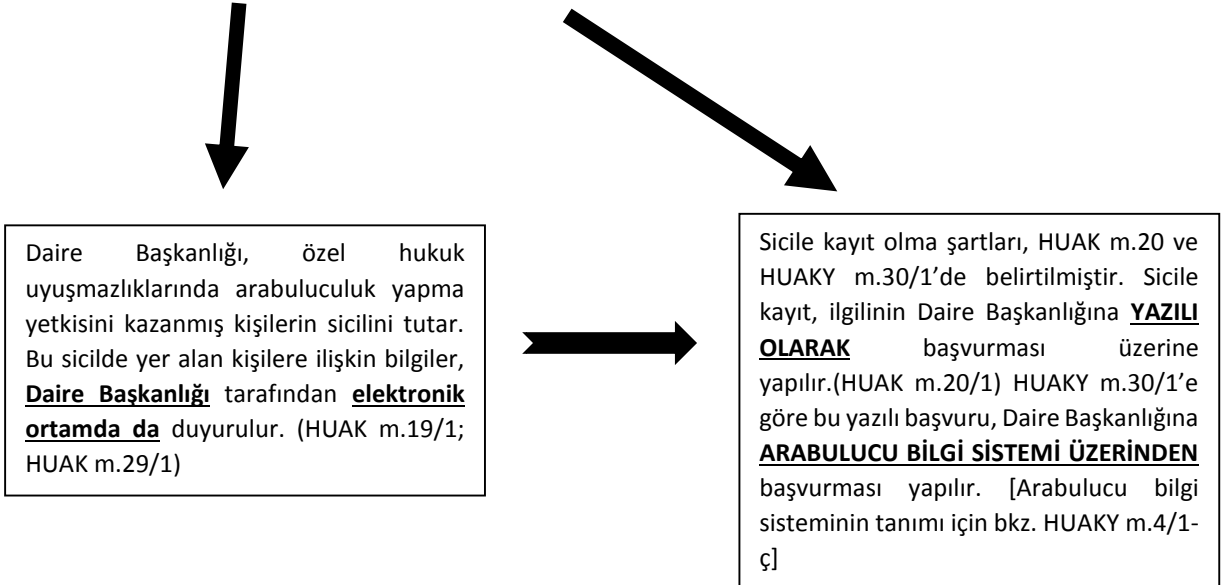 Daire Başkanlığı, özel hukuk
uyuşmazlıklarında arabuluculuk yapma
yetkisini kazanmış kişilerin sicilini tutar.
Bu sicilde yer alan kişilere ilişkin bilgiler,
Daire Başkanlığı tarafından elektronik
ortamda da duyurulur. (HUAK m.19/1;
HUAK m.29/1)
Sicile kayıt olma şartları, HUAK m.20 ve
HUAKY m.30/1’de belirtilmiştir. Sicile
kayıt, ilgilinin Daire Başkanlığına YAZILI
OLARAK başvurması üzerine
yapılır.(HUAK m.20/1) HUAKY m.30/1’e
göre bu yazılı başvuru, Daire Başkanlığına
ARABULUCU BİLGİ SİSTEMİ ÜZERİNDEN
başvurması yapılır. [Arabulucu bilgi
sisteminin tanımı için bkz. HUAKY m.4/1-
ç]